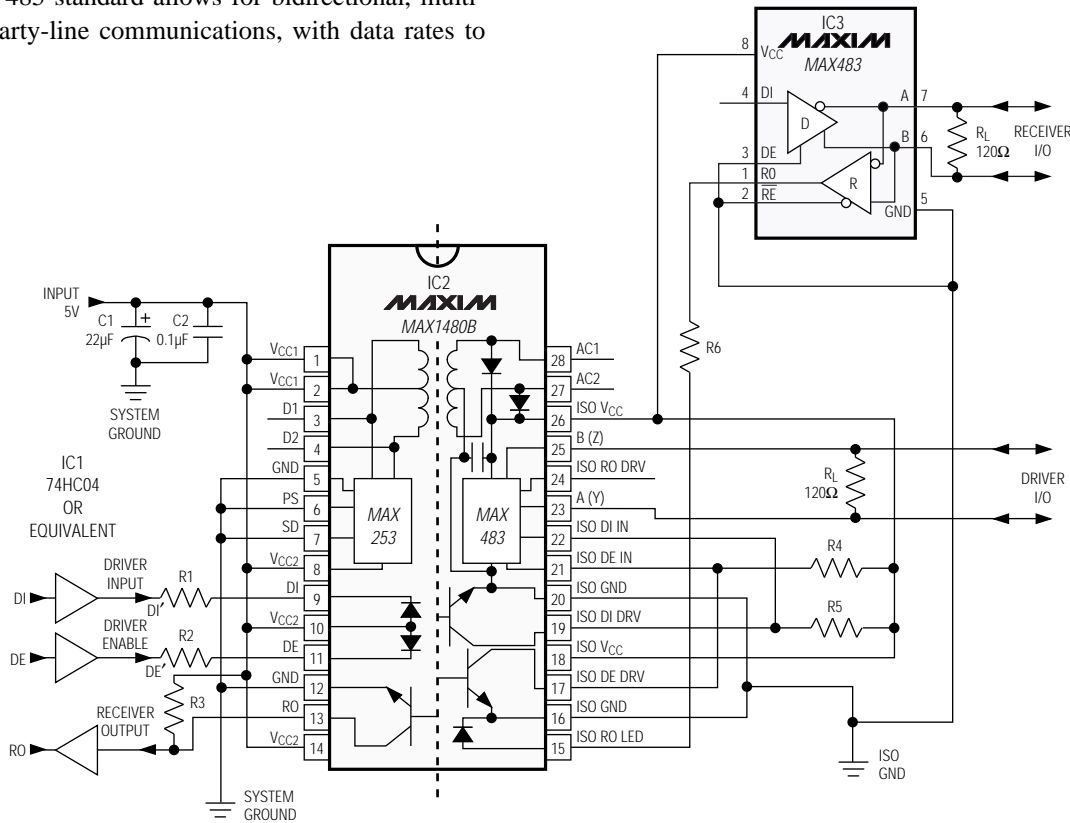 485 standard allows for bidirectional, multi-
arty-line communications, with data rates to
IC3
MAXIM
MAX483
8 VCC
4 DI
D
A 7
B 6
3 DE
1 R0
2 RE
R
GND 5
RL
120Ω
RECEIVER
I/O
R6
INPUT
5V
C1
22μF
+
C2
0.1μF
SYSTEM
GROUND
IC1
74HC04
OR
EQUIVALENT
IC2
MAXIM
MAX1480B
VCC1 1
VCC1 2
D1 3
D2 4
GND 5
PS 6
SD 7
VCC2 8
DI 9
VCC2 10
DE 11
GND 12
RO 13
VCC2 14
MAX
253
MAX
483
28 AC1
27 AC2
26 ISO VCC
25 B (Z)
24 ISO RO DRV
23 A (Y)
22 ISO DI IN
21 ISO DE IN
20 ISO GND
19 ISO DI DRV
18 ISO VCC
17 ISO DE DRV
16 ISO GND
15 ISO RO LED
RL
120Ω
DRIVER
I/O
R4
R5
DI
DRIVER
INPUT
DI'
R1
DE
DRIVER
ENABLE
DE'
R2
R3
RO
RECEIVER
OUTPUT
SYSTEM
GROUND
ISO
GND